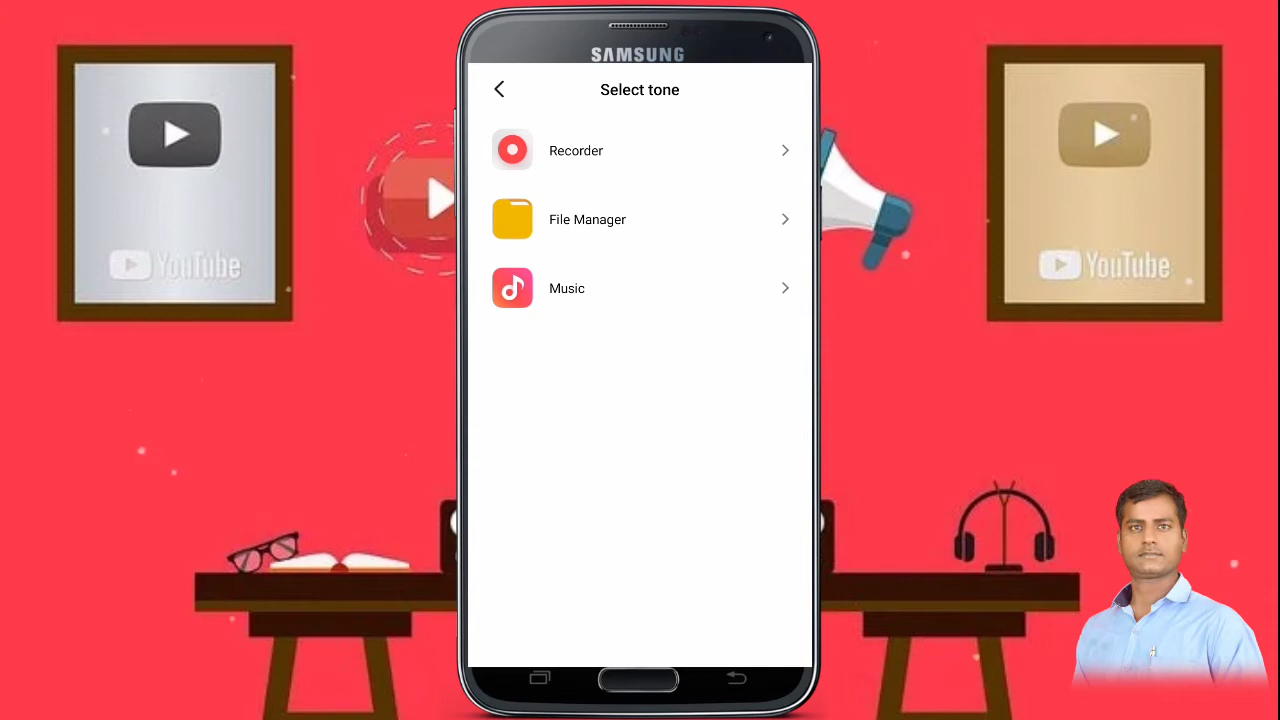 SAMSUNG
Select tone
Recorder
File Manager
Music
YouTube
YouTube